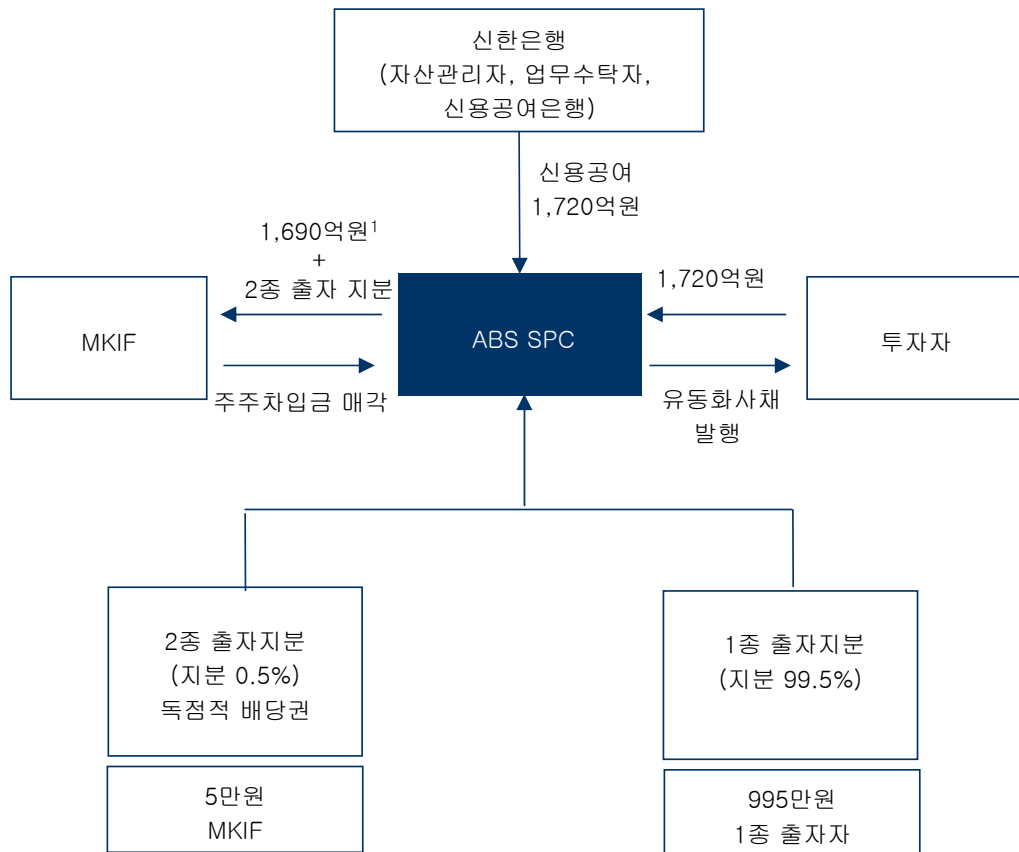 신한은행
(자산관리자, 업무수탁자,
신용공여은행)
신용공여
1,720억원
1,690억원¹
+
2종 출자 지분
1,720억원
MKIF
ABS SPC
투자자
주주차입금 매각
유동화사채
발행
2종 출자지분
(지분 0.5%)
독점적 배당권
1종 출자지분
(지분 99.5%)
5만원
MKIF
995만원
1종 출자자